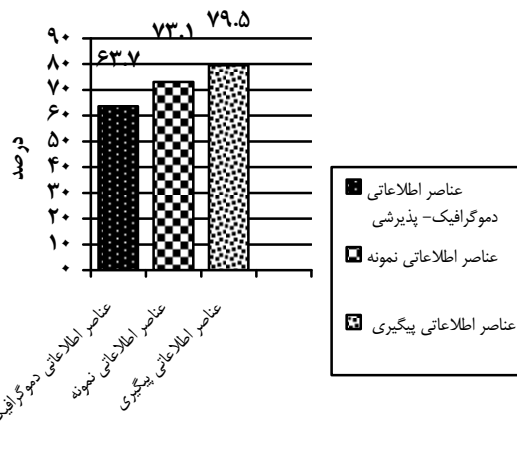 ۶۳.۷
۷۳.۱
۷۹.۵
۹۰
۸۰
۷۰
۶۰
۵۰
۴۰
۳۰
۲۰
۱۰
۰
درصد
عناصر اطلاعاتی دموگرافیک
عناصر اطلاعاتی نمونه
عناصر اطلاعاتی پیگیری
عناصر اطلاعاتی
دموگرافیک- پذیرشی
عناصر اطلاعاتی نمونه
عناصر اطلاعاتی پیگیری